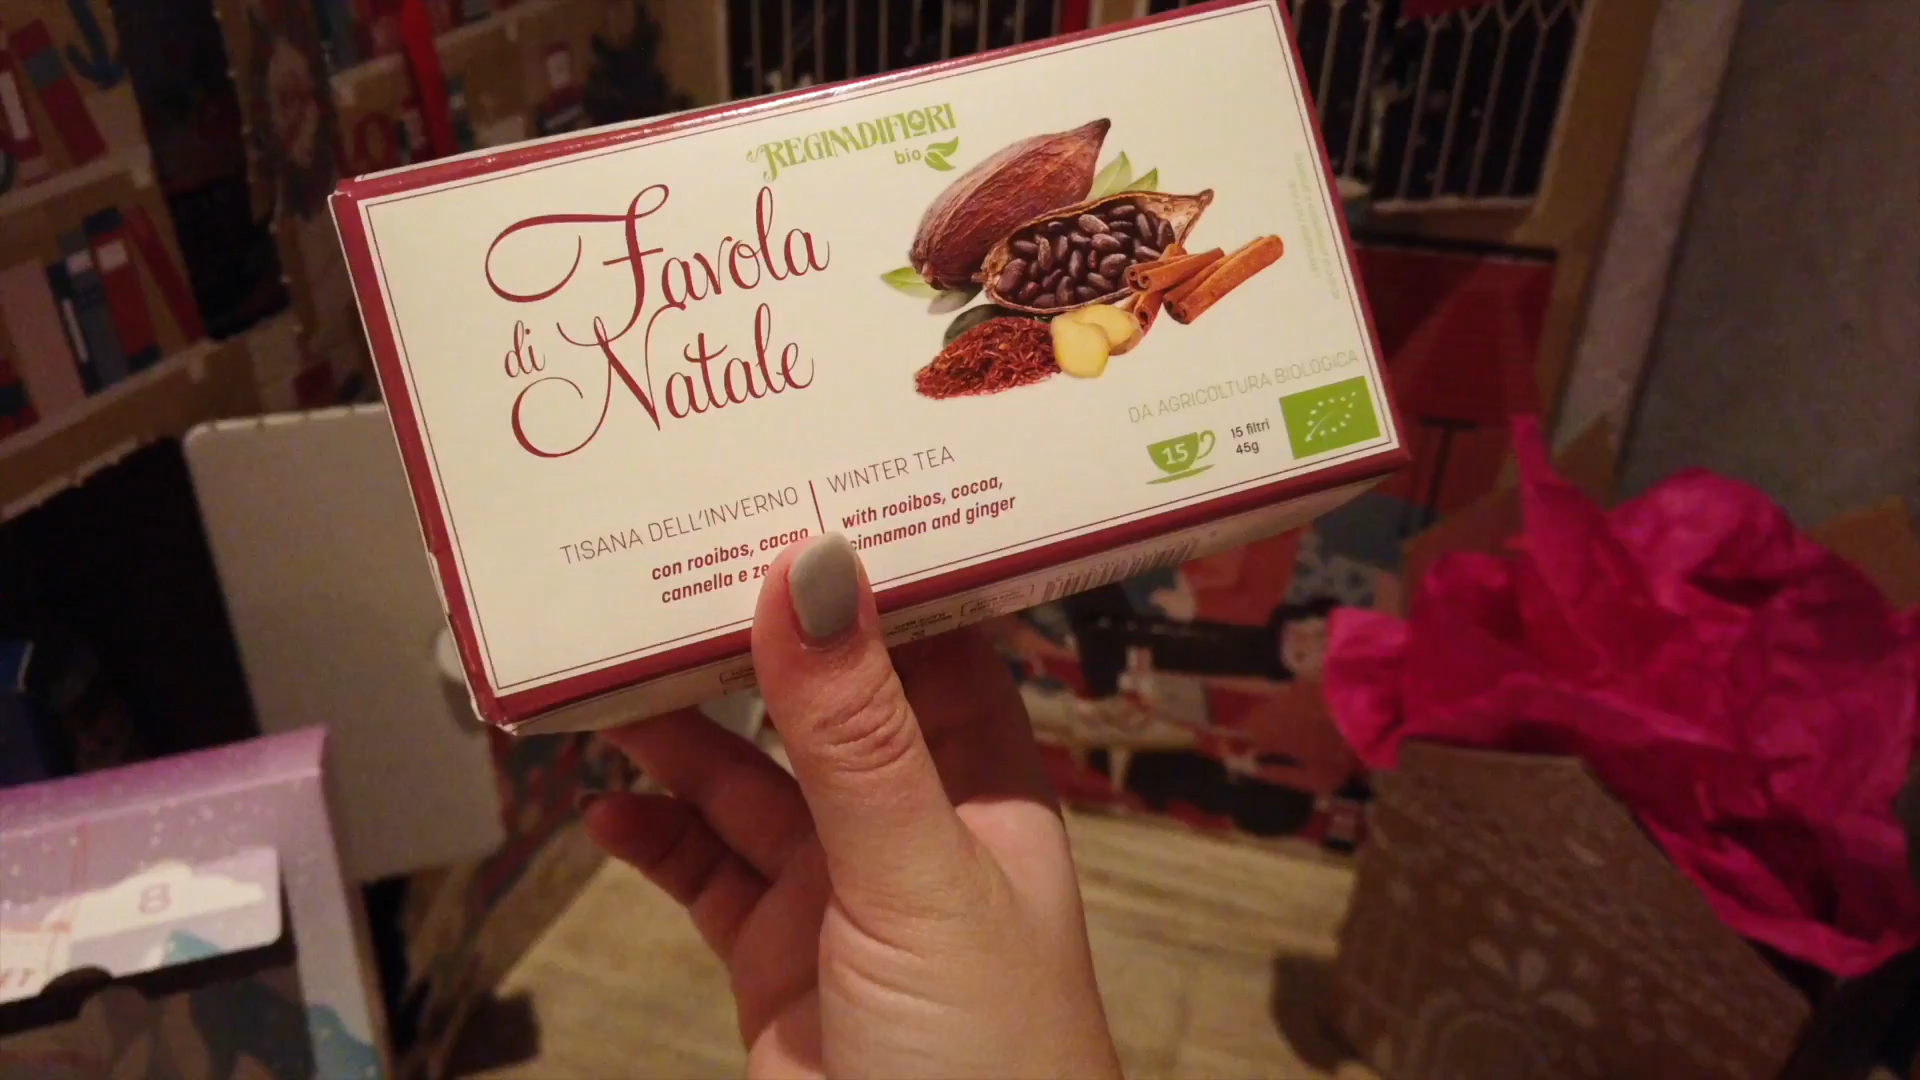 REGINADIFIORI
bio
Favola
di
Natale
TISANA DELL'INVERNO
con rooibos, cacao
cannella e
WINTER TEA
with rooibos, cocoa,
cinnamon and ginger
DA AGRICOLTURA BIOLOGICA
15
15 filtri
45g
8